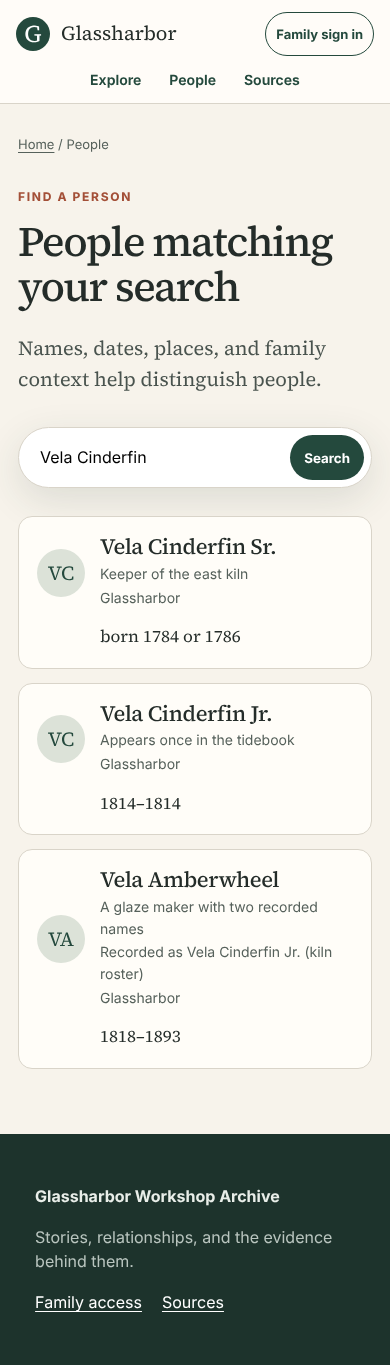 G Glassharbor
Family sign in
Explore People Sources
Home / People
FIND A PERSON
People matching
your search
Names, dates, places, and family
context help distinguish people.
Vela Cinderfin
Search
VC
Vela Cinderfin Sr.
Keeper of the east kiln
Glassharbor
born 1784 or 1786
VC
Vela Cinderfin Jr.
Appears once in the tidebook
Glassharbor
1814–1814
VA
Vela Amberwheel
A glaze maker with two recorded
names
Recorded as Vela Cinderfin Jr. (kiln
roster)
Glassharbor
1818–1893
Glassharbor Workshop Archive
Stories, relationships, and the evidence
behind them.
Family access Sources